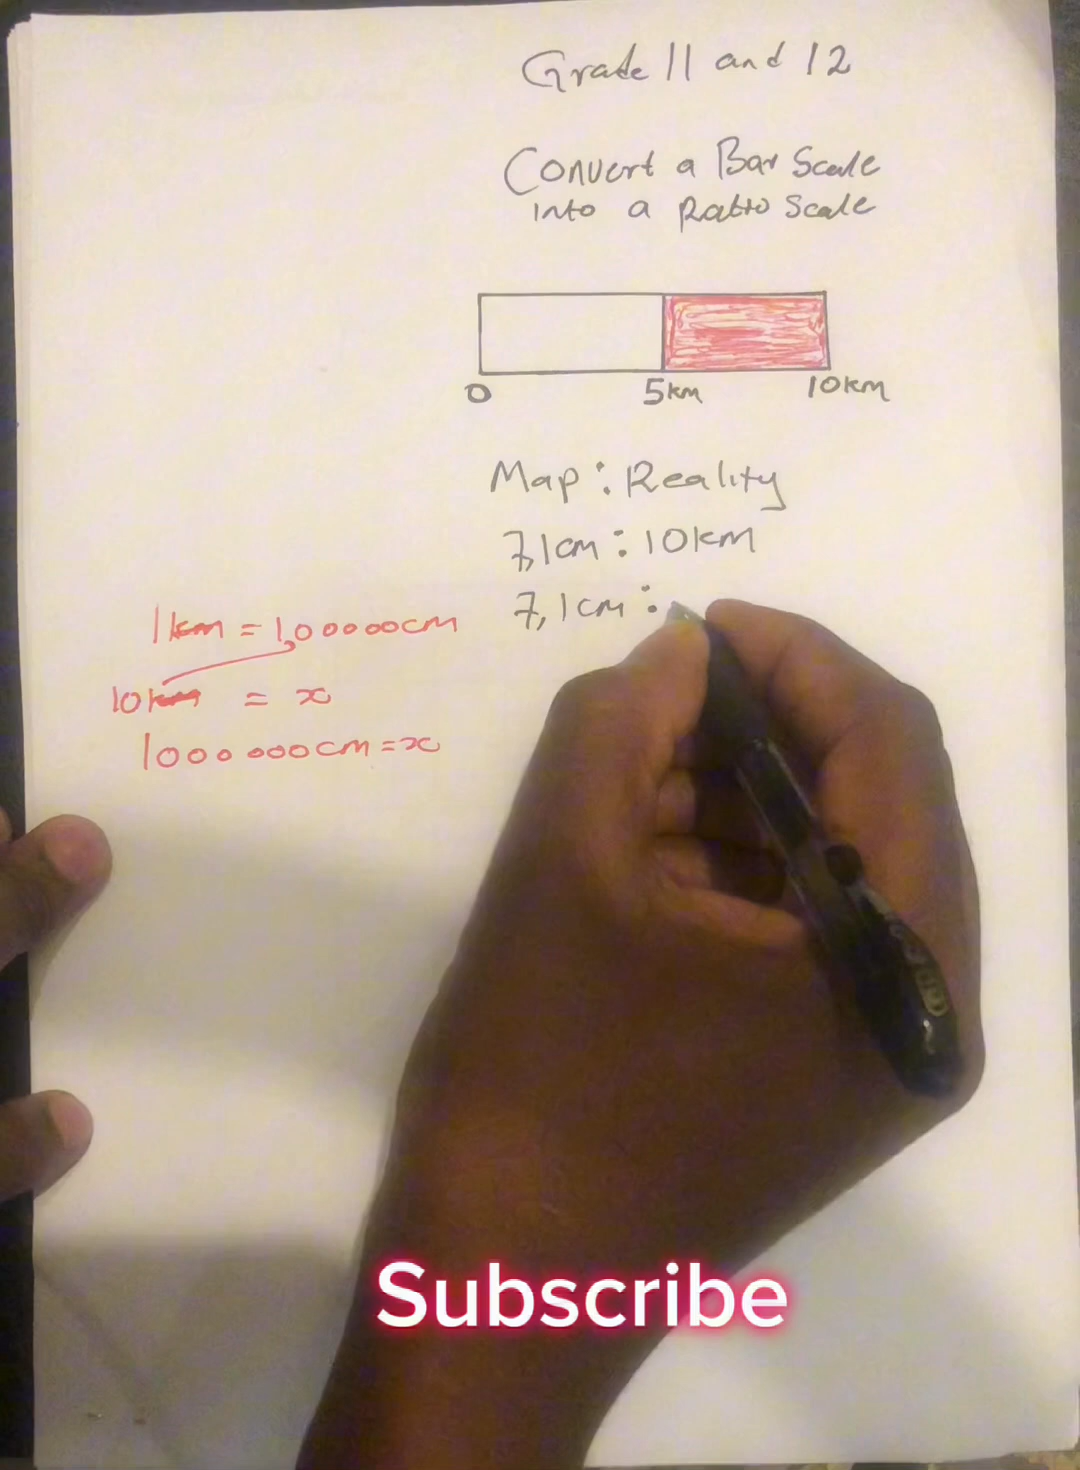 Grade 11 and 12
Convert a Bar Scale
into a Ratio Scale
0 5km 10km
Map : Reality
7,1cm : 10km
7,1cm :
1km = 1,00000cm
10km = x
1000 000cm = x
Subscribe